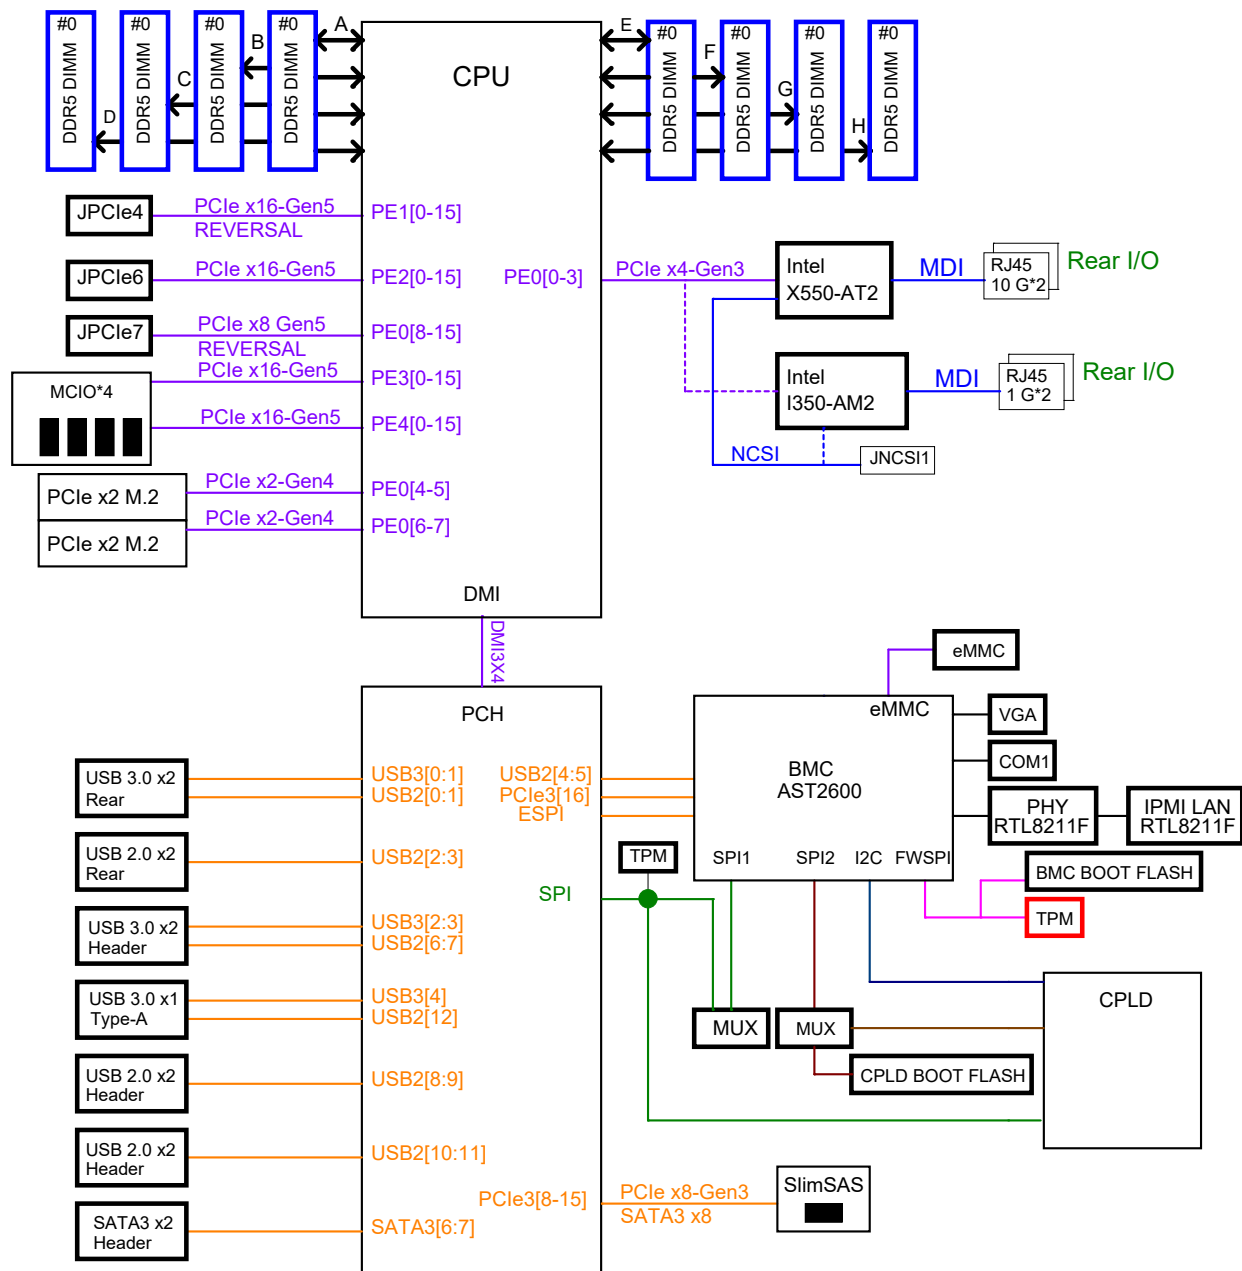 #0
DDR5 DIMM
#0
DDR5 DIMM
#0
DDR5 DIMM
#0
DDR5 DIMM
A
B
C
D
CPU
E
F
G
H
#0
DDR5 DIMM
#0
DDR5 DIMM
#0
DDR5 DIMM
#0
DDR5 DIMM
JPCIe4
PCIe x16-Gen5
REVERSAL
PE1[0-15]
JPCIe6
PCIe x16-Gen5
PE2[0-15]
JPCIe7
PCIe x8 Gen5
REVERSAL
PE0[8-15]
MCIO*4
PCIe x16-Gen5
PE3[0-15]
PCIe x16-Gen5
PE4[0-15]
PCIe x2 M.2
PCIe x2-Gen4
PE0[4-5]
PCIe x2 M.2
PCIe x2-Gen4
PE0[6-7]
PE0[0-3]
PCIe x4-Gen3
Intel
X550-AT2
MDI
RJ45
10 G*2
Rear I/O
Intel
I350-AM2
MDI
RJ45
1 G*2
Rear I/O
NCSI
JNCSI1
DMI
DMI3X4
PCH
eMMC
eMMC
BMC
AST2600
VGA
COM1
PHY
RTL8211F
IPMI LAN
RTL8211F
USB 3.0 x2
Rear
USB3[0:1]
USB2[0:1]
USB2[4:5]
PCIe3[16]
ESPI
USB 2.0 x2
Rear
USB2[2:3]
TPM
SPI1
SPI2
I2C
FWSPI
BMC BOOT FLASH
TPM
SPI
USB 3.0 x2
Header
USB3[2:3]
USB2[6:7]
USB 3.0 x1
Type-A
USB3[4]
USB2[12]
MUX
MUX
CPLD
CPLD BOOT FLASH
USB 2.0 x2
Header
USB2[8:9]
USB 2.0 x2
Header
USB2[10:11]
PCIe3[8-15]
PCIe x8-Gen3
SATA3 x8
SlimSAS
SATA3 x2
Header
SATA3[6:7]